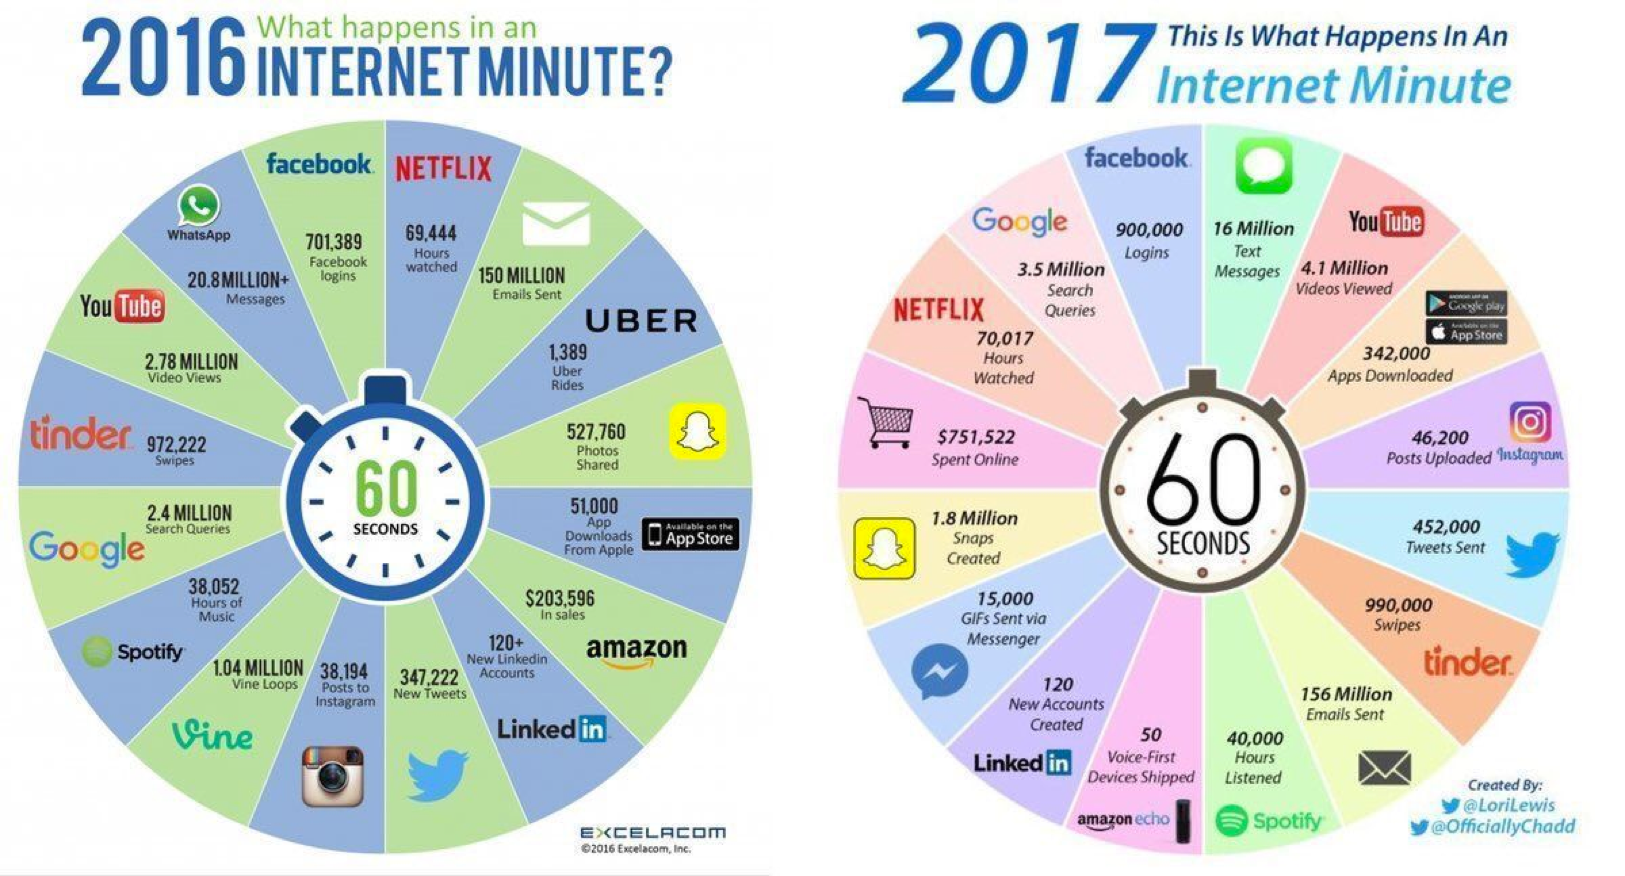 2016 What happens in an
INTERNET MINUTE?
facebook
701,389
Facebook
logins
NETFLIX
69,444
Hours
watched
150 MILLION
Emails Sent
UBER
1,389
Uber
Rides
527,760
Photos
Shared
51,000
App
Downloads
From Apple
Available on the
App Store
$203,596
In sales
amazon
120+
New Linkedin
Accounts
Linked in
347,222
New Tweets
38,194
Posts to
Instagram
1.04 MILLION
Vine Loops
Vine
38,052
Hours of
Music
Spotify
2.4 MILLION
Search Queries
Google
tinder
972,222
Swipes
YouTube
2.78 MILLION
Video Views
WhatsApp
20.8 MILLION+
Messages
60
SECONDS
EXCELACOM
©2016 Excelacom, Inc.
2017 This Is What Happens In An
Internet Minute
facebook
900,000
Logins
16 Million
Text
Messages
YouTube
4.1 Million
Videos Viewed
ANDROID APP ON
Google play
Available on the
App Store
342,000
Apps Downloaded
46,200
Posts Uploaded
Instagram
452,000
Tweets Sent
990,000
Swipes
tinder
156 Million
Emails Sent
40,000
Hours
Listened
Spotify
50
Voice-First
Devices Shipped
amazon echo
120
New Accounts
Created
Linked in
15,000
GIFs Sent via
Messenger
1.8 Million
Snaps
Created
$751,522
Spent Online
NETFLIX
70,017
Hours
Watched
Google
3.5 Million
Search
Queries
60
SECONDS
Created By:
@LoriLewis
@OfficiallyChadd